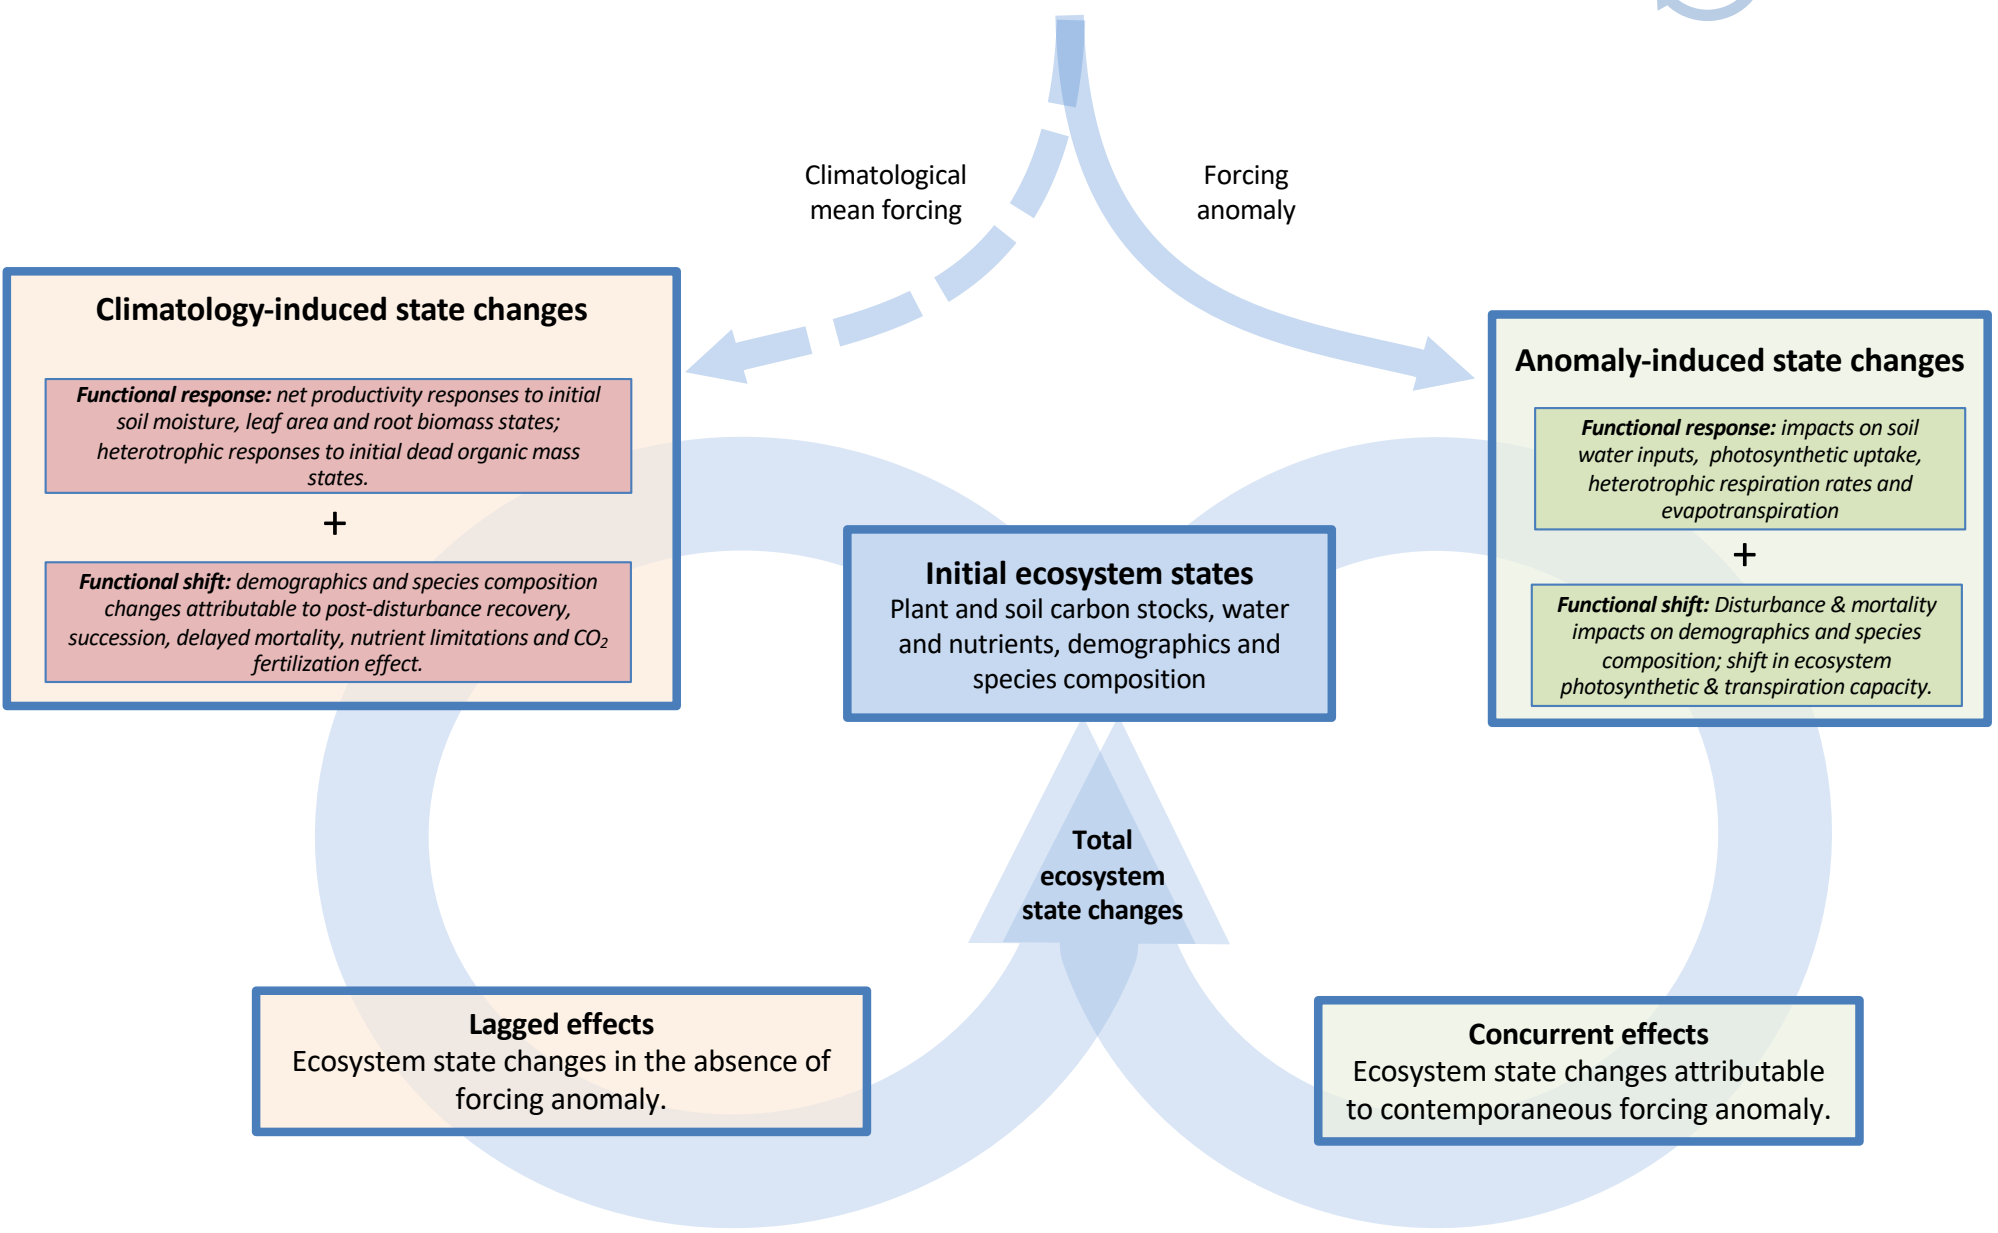 Climatological
mean forcing
Forcing
anomaly
Climatology-induced state changes
Functional response: net productivity responses to initial
soil moisture, leaf area and root biomass states;
heterotrophic responses to initial dead organic mass
states.
+
Functional shift: demographics and species composition
changes attributable to post-disturbance recovery,
succession, delayed mortality, nutrient limitations and CO₂
fertilization effect.
Anomaly-induced state changes
Functional response: impacts on soil
water inputs, photosynthetic uptake,
heterotrophic respiration rates and
evapotranspiration
+
Functional shift: Disturbance & mortality
impacts on demographics and species
composition; shift in ecosystem
photosynthetic & transpiration capacity.
Initial ecosystem states
Plant and soil carbon stocks, water
and nutrients, demographics and
species composition
Total
ecosystem
state changes
Lagged effects
Ecosystem state changes in the absence of
forcing anomaly.
Concurrent effects
Ecosystem state changes attributable
to contemporaneous forcing anomaly.